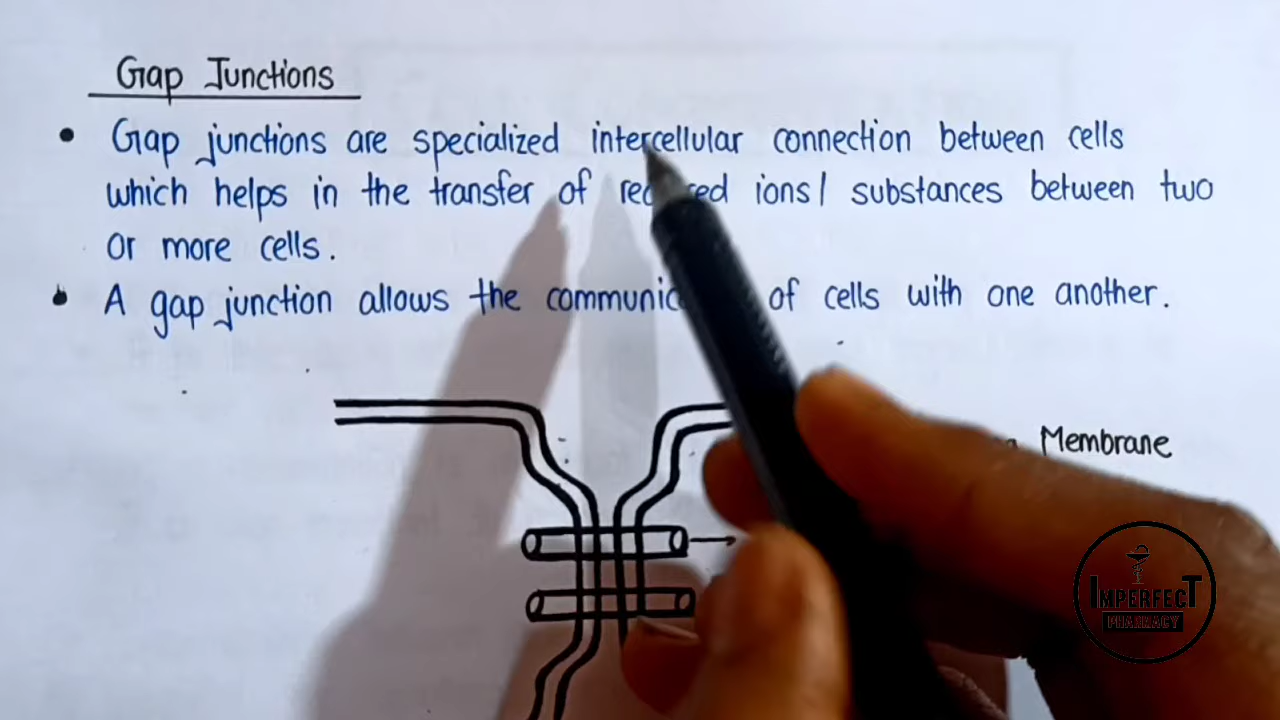 Gap Junctions
• Gap junctions are specialized intercellular connection between cells
which helps in the transfer of ions/ substances between two
or more cells.
• A gap junction allows the of cells with one another.
Membrane
IMPERFECT
PHARMACY